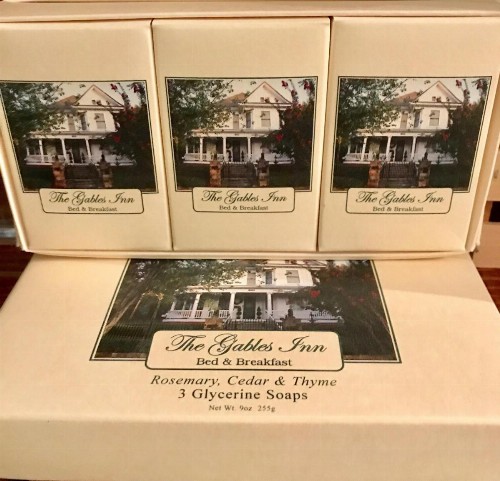 The Gables Inn
Bed & Breakfast
The Gables Inn
Bed & Breakfast
The Gables Inn
Bed & Breakfast
The Gables Inn
Bed & Breakfast
Rosemary, Cedar & Thyme
3 Glycerine Soaps
Net Wt. 9oz 255g